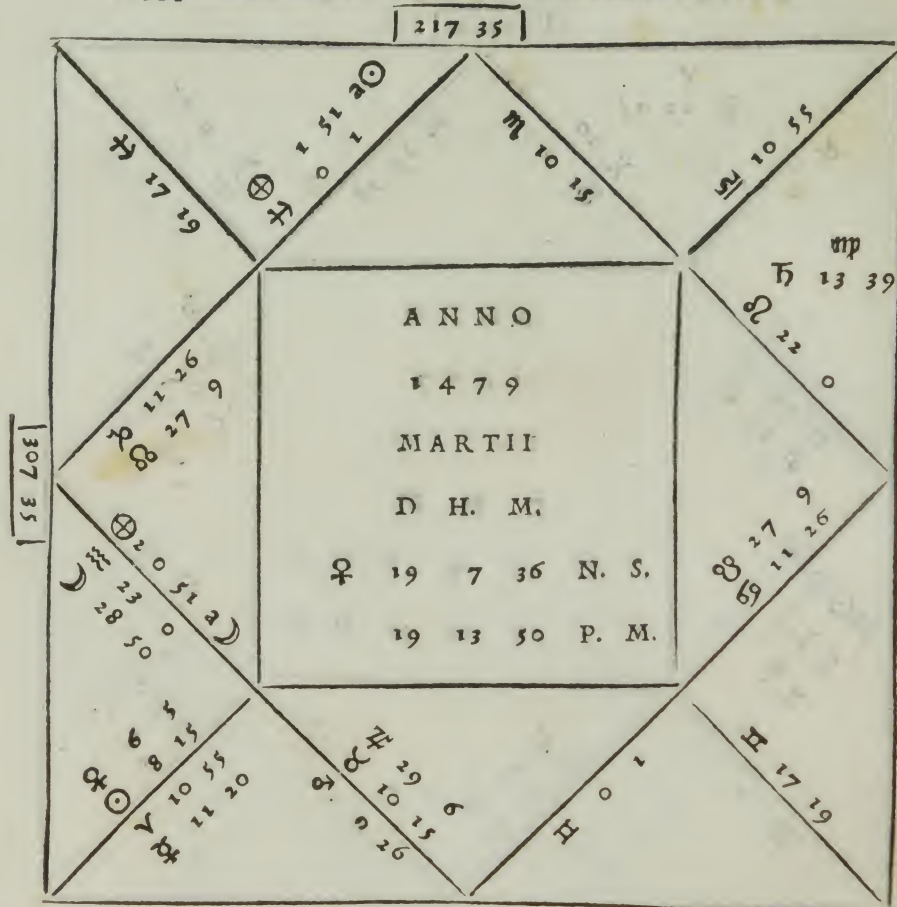 217 35
⊕ 1 51 a ☉
♐ 0 1
♏ 10 15
♎ 10 55
♐ 17 19
♍
♄ 13 39
♌ 22 0
♑ 11 26
☊ 27 9
307 35
ANNO
1479
MARTII
D H. M.
♀ 19 7 36 N. S.
19 13 50 P. M.
☋ 27 9
♋ 11 26
⊕ 2 0 51 a ☽
♒ 23 0
☽ 28 50
♀ 6 5
☉ 8 15
♈ 10 55
☿ 11 20
♃ 29 6
♉ 10 15
♂ 26
♊ 0 1
♊ 17 19